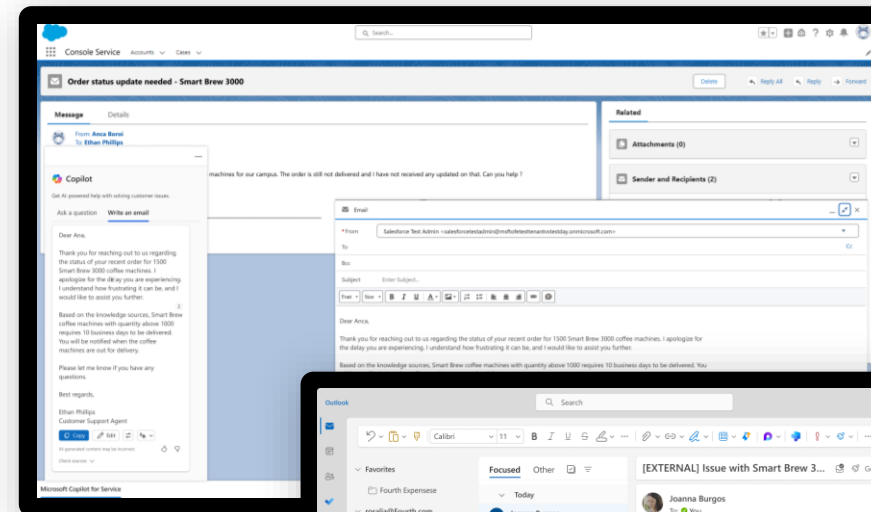 Search...
Console Service Accounts Cases
Order status update needed - Smart Brew 3000
Delete Reply All Reply Forward
Message Details
From: Anca Boroi
To: Ethan Phillips
machines for our campus. The order is still not delivered and I have not received any updated on that. Can you help ?
Related
Attachments (0)
Sender and Recipients (2)
Copilot
Get AI-powered help with solving customer issues.
Ask a question Write an email
Dear Ana,
Thank you for reaching out to us regarding
the status of your recent order for 1500
Smart Brew 3000 coffee machines. I
apologize for the delay you are experiencing.
I understand how frustrating it can be, and I
would like to assist you further.
2
Based on the knowledge sources, Smart Brew
coffee machines with quantity above 1000
requires 10 business days to be delivered.
You will be notified when the coffee
machines are out for delivery.
Please let me know if you have any
questions.
Best regards,
Ethan Phillips
Customer Support Agent
Copy Edit
AI generated content may be incorrect
Check sources
Microsoft Copilot for Service
Email
*From Salesforce Test Admin
To Cc
Bcc
Subject Enter Subject...
Font Size B I U A
Dear Anca,
Thank you for reaching out to us regarding the status of your recent order for 1500 Smart Brew 3000 coffee machines. I apologize for
the delay you are experiencing. I understand how frustrating it can be, and I would like to assist you further.
Based on the knowledge sources, Smart Brew coffee machines with quantity above 1000 requires 10 business days to be delivered. You
Outlook Search
Calibri 11 B I U S
Favorites
Fourth Expensese
rosalia@Fourth.com
Focused Other
Today
[EXTERNAL] Issue with Smart Brew 3...
Joanna Burgos
To: You